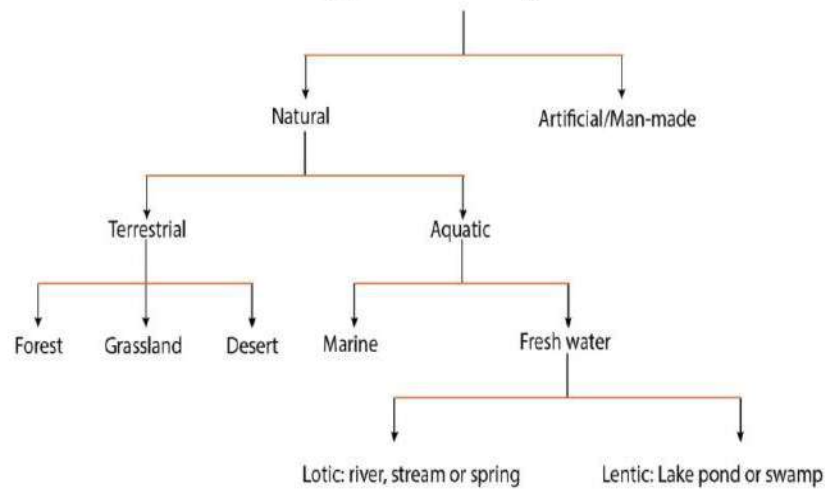 Natural
Artificial/Man-made
Terrestrial
Aquatic
Forest
Grassland
Desert
Marine
Fresh water
Lotic: river, stream or spring
Lentic: Lake pond or swamp